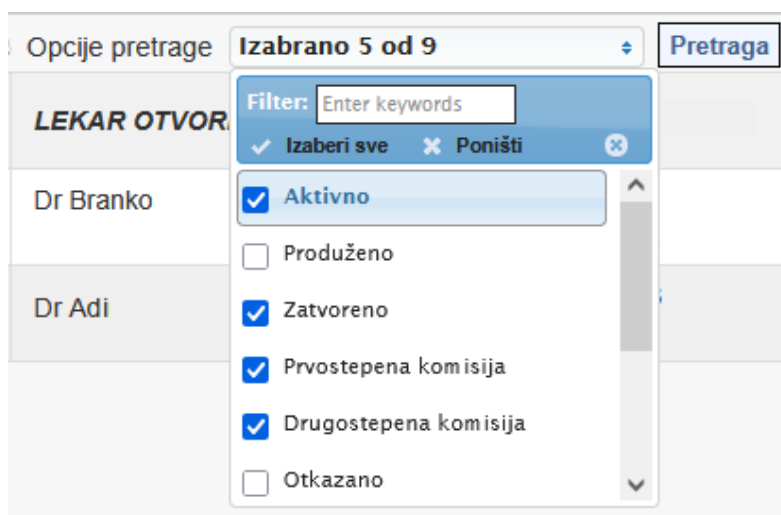 Opcije pretrage Izabrano 5 od 9 Pretraga
LEKAR OTVOR
Filter: Enter keywords
Izaberi sve Poništi
Dr Branko
Aktivno
Produženo
Dr Adi
Zatvoreno
Prvostepena komisija
Drugostepena komisija
Otkazano